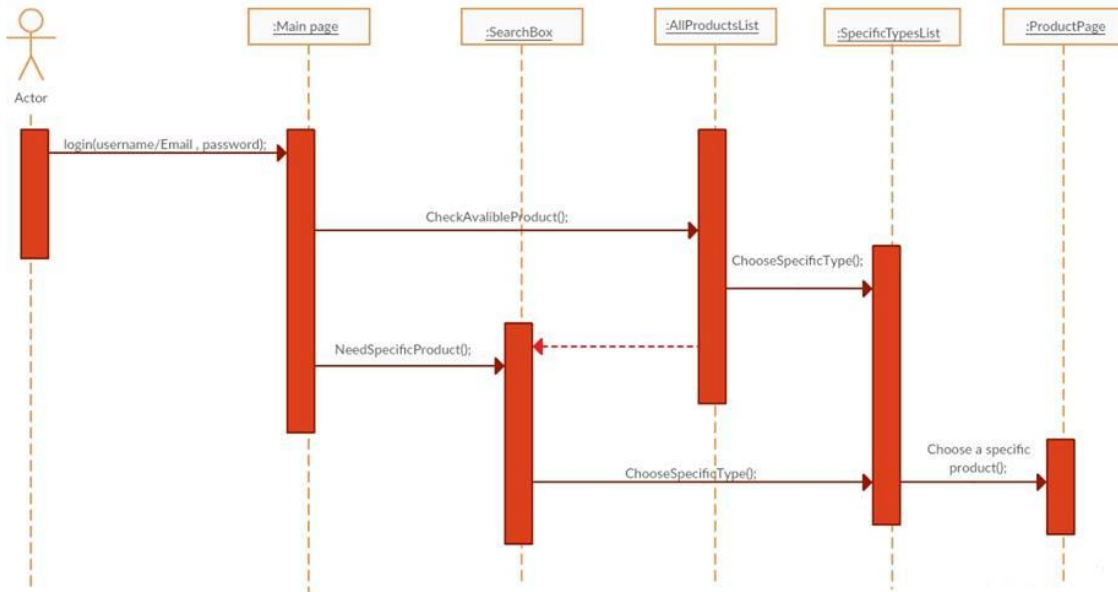 :Main page
:SearchBox
:AllProductsList
:SpecificTypesList
:ProductPage
Actor
login(username/Email , password);
CheckAvalibleProduct();
ChooseSpecificType();
NeedSpecificProduct();
Choose a specific
product();
ChooseSpecificType();